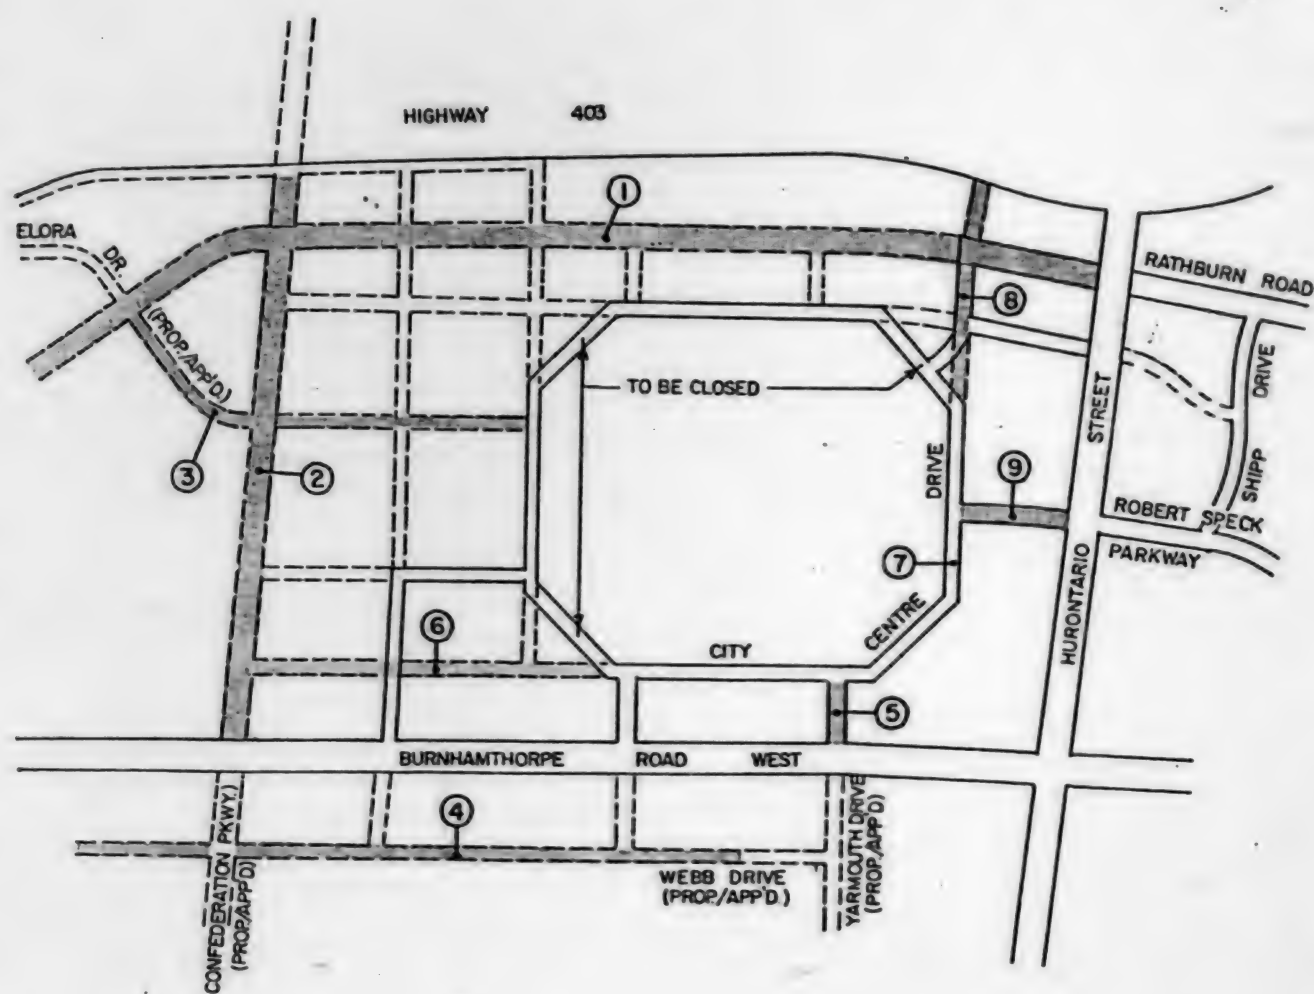 HIGHWAY 403
1
ELORA
DR.
(PROP./APP'D.)
RATHBURN ROAD
8
TO BE CLOSED
DRIVE
STREET
SHIPP DRIVE
3
2
9
ROBERT SPECK
PARKWAY
7
HURONTARIO
6
CITY
CENTRE
5
BURNHAMTHORPE ROAD WEST
4
CONFEDERATION PKWY.)
(PROP./APP'D)
WEBB DRIVE
(PROP./APP'D.)
YARMOUTH DRIVE
(PROP./APP'D)